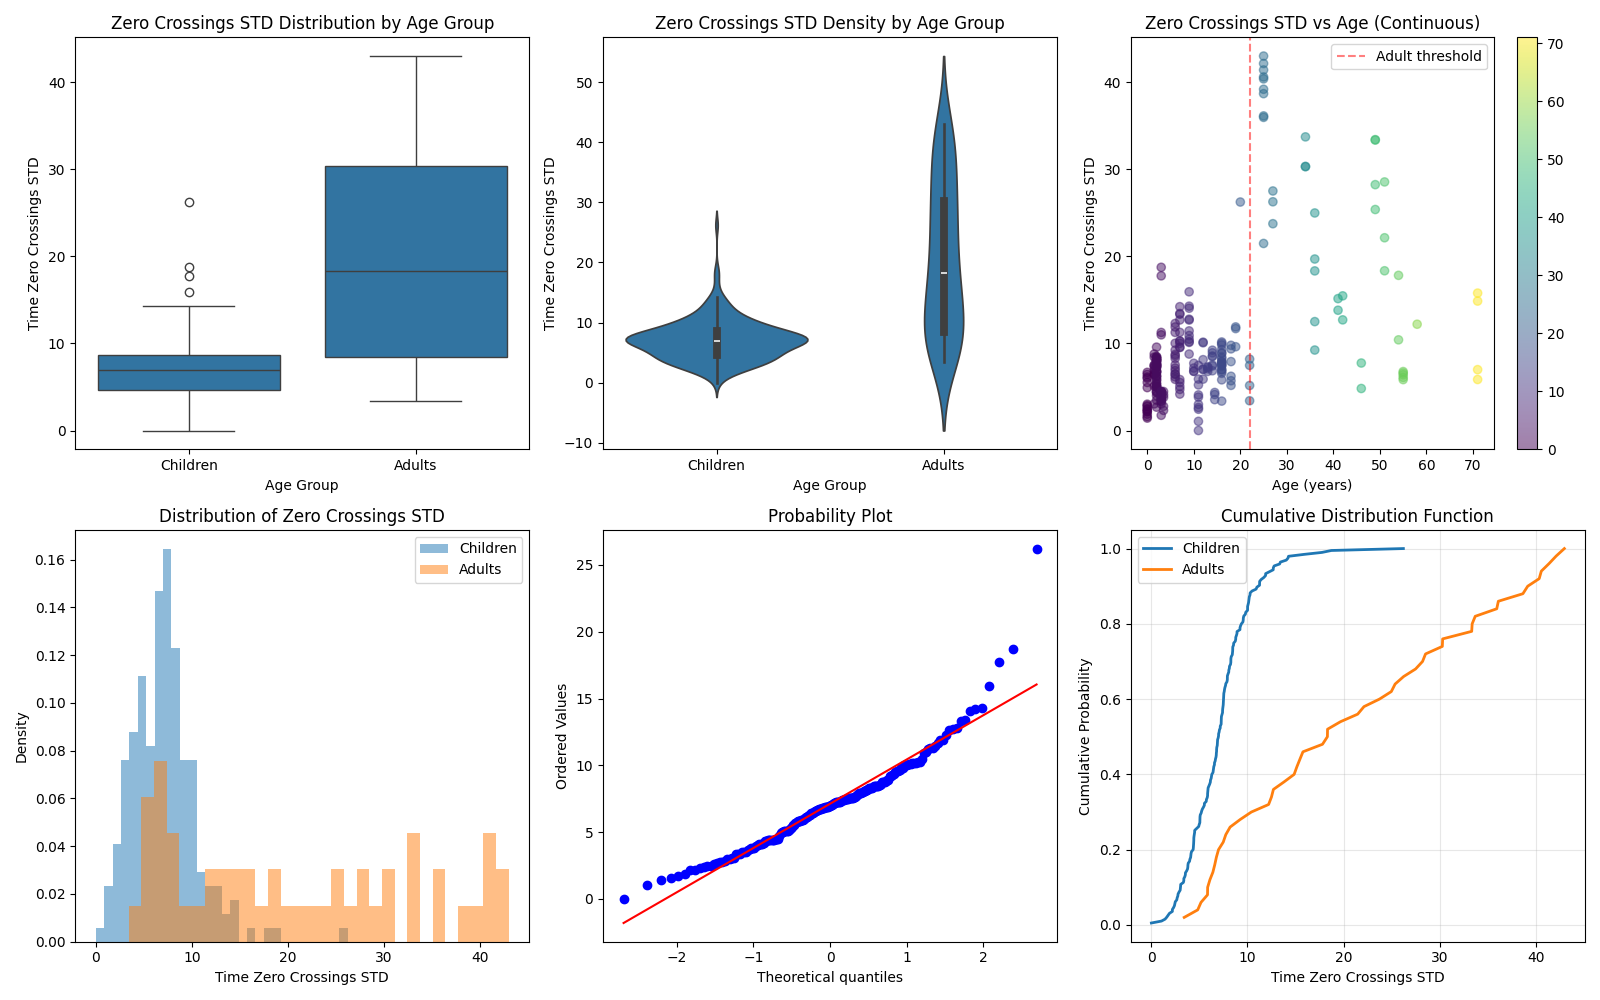 Zero Crossings STD Distribution by Age Group
Time Zero Crossings STD
40
30
20
10
0
Children
Adults
Age Group
Zero Crossings STD Density by Age Group
Time Zero Crossings STD
50
40
30
20
10
0
−10
Children
Adults
Age Group
Zero Crossings STD vs Age (Continuous)
Time Zero Crossings STD
40
30
20
10
0
Adult threshold
0 10 20 30 40 50 60 70
Age (years)
70
60
50
40
30
20
10
0
Distribution of Zero Crossings STD
Density
0.16
0.14
0.12
0.10
0.08
0.06
0.04
0.02
0.00
Children
Adults
0 10 20 30 40
Time Zero Crossings STD
Probability Plot
Ordered Values
25
20
15
10
5
0
−2 −1 0 1 2
Theoretical quantiles
Cumulative Distribution Function
Cumulative Probability
1.0
0.8
0.6
0.4
0.2
0.0
Children
Adults
0 10 20 30 40
Time Zero Crossings STD